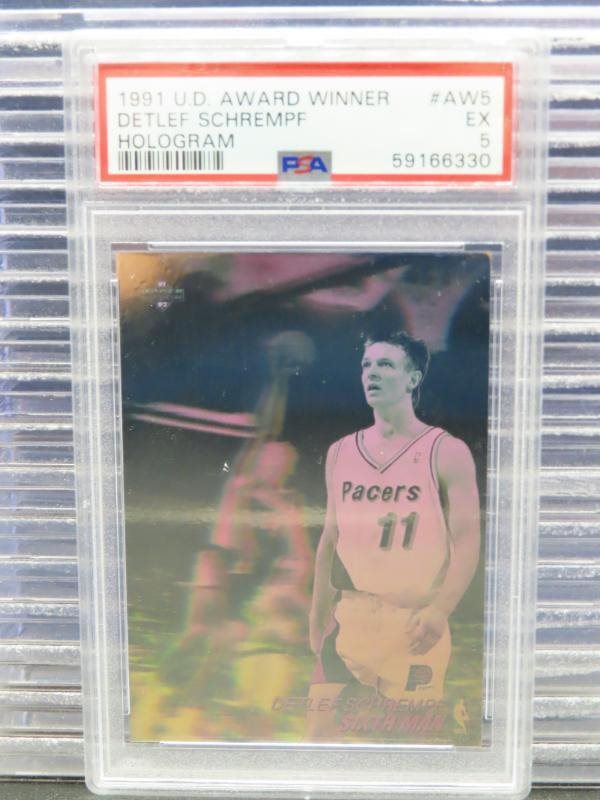 1991 U.D. AWARD WINNER #AW5
DETLEF SCHREMPF EX
HOLOGRAM 5
PSA 59166330
Pacers
11
DETLEF SCHREMPF
SIXTH MAN